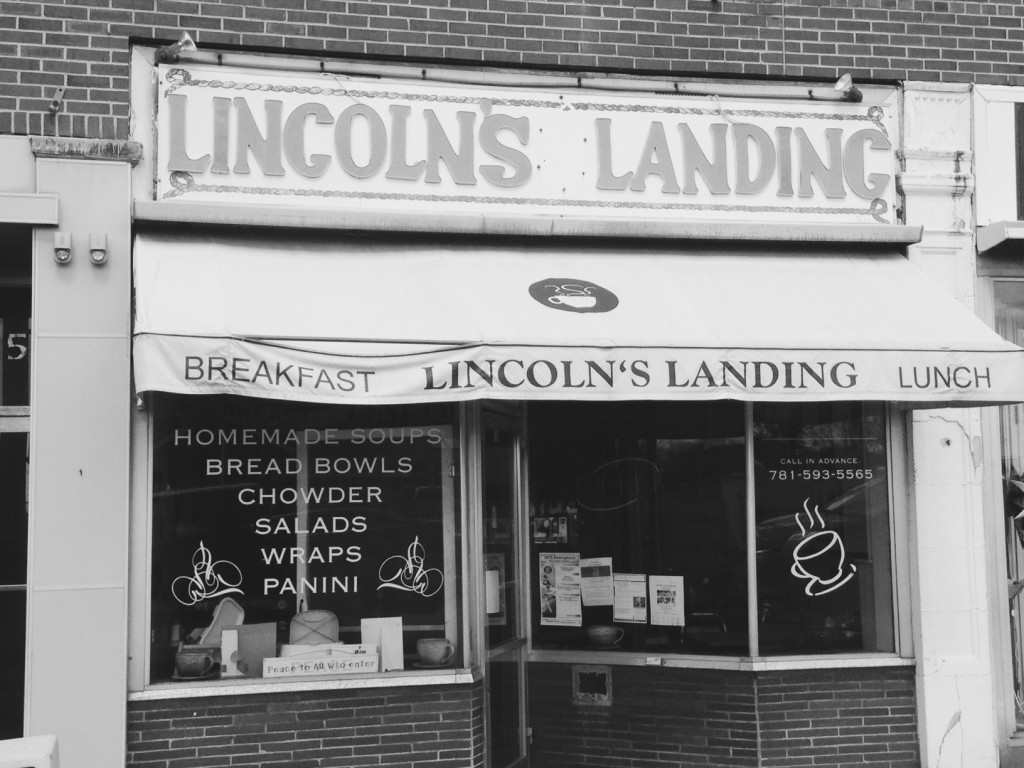 LINCOLN'S LANDING
BREAKFAST LINCOLN'S LANDING LUNCH
5
HOMEMADE SOUPS
BREAD BOWLS
CHOWDER
SALADS
WRAPS
PANINI
CALL IN ADVANCE
781-593-5565
Peace to All Who enter